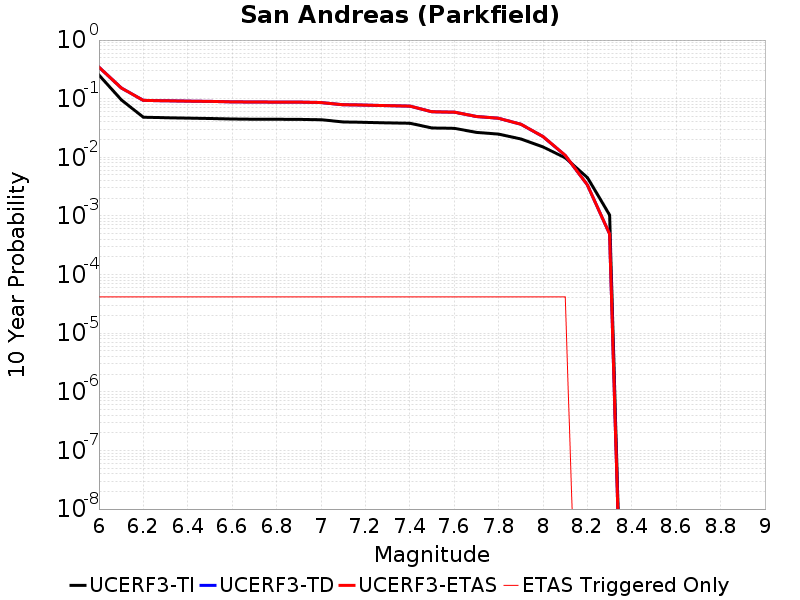 San Andreas (Parkfield)
10 Year Probability
10^0
10^-1
10^-2
10^-3
10^-4
10^-5
10^-6
10^-7
10^-8
6 6.2 6.4 6.6 6.8 7 7.2 7.4 7.6 7.8 8 8.2 8.4 8.6 8.8 9
Magnitude
UCERF3-TI UCERF3-TD UCERF3-ETAS ETAS Triggered Only